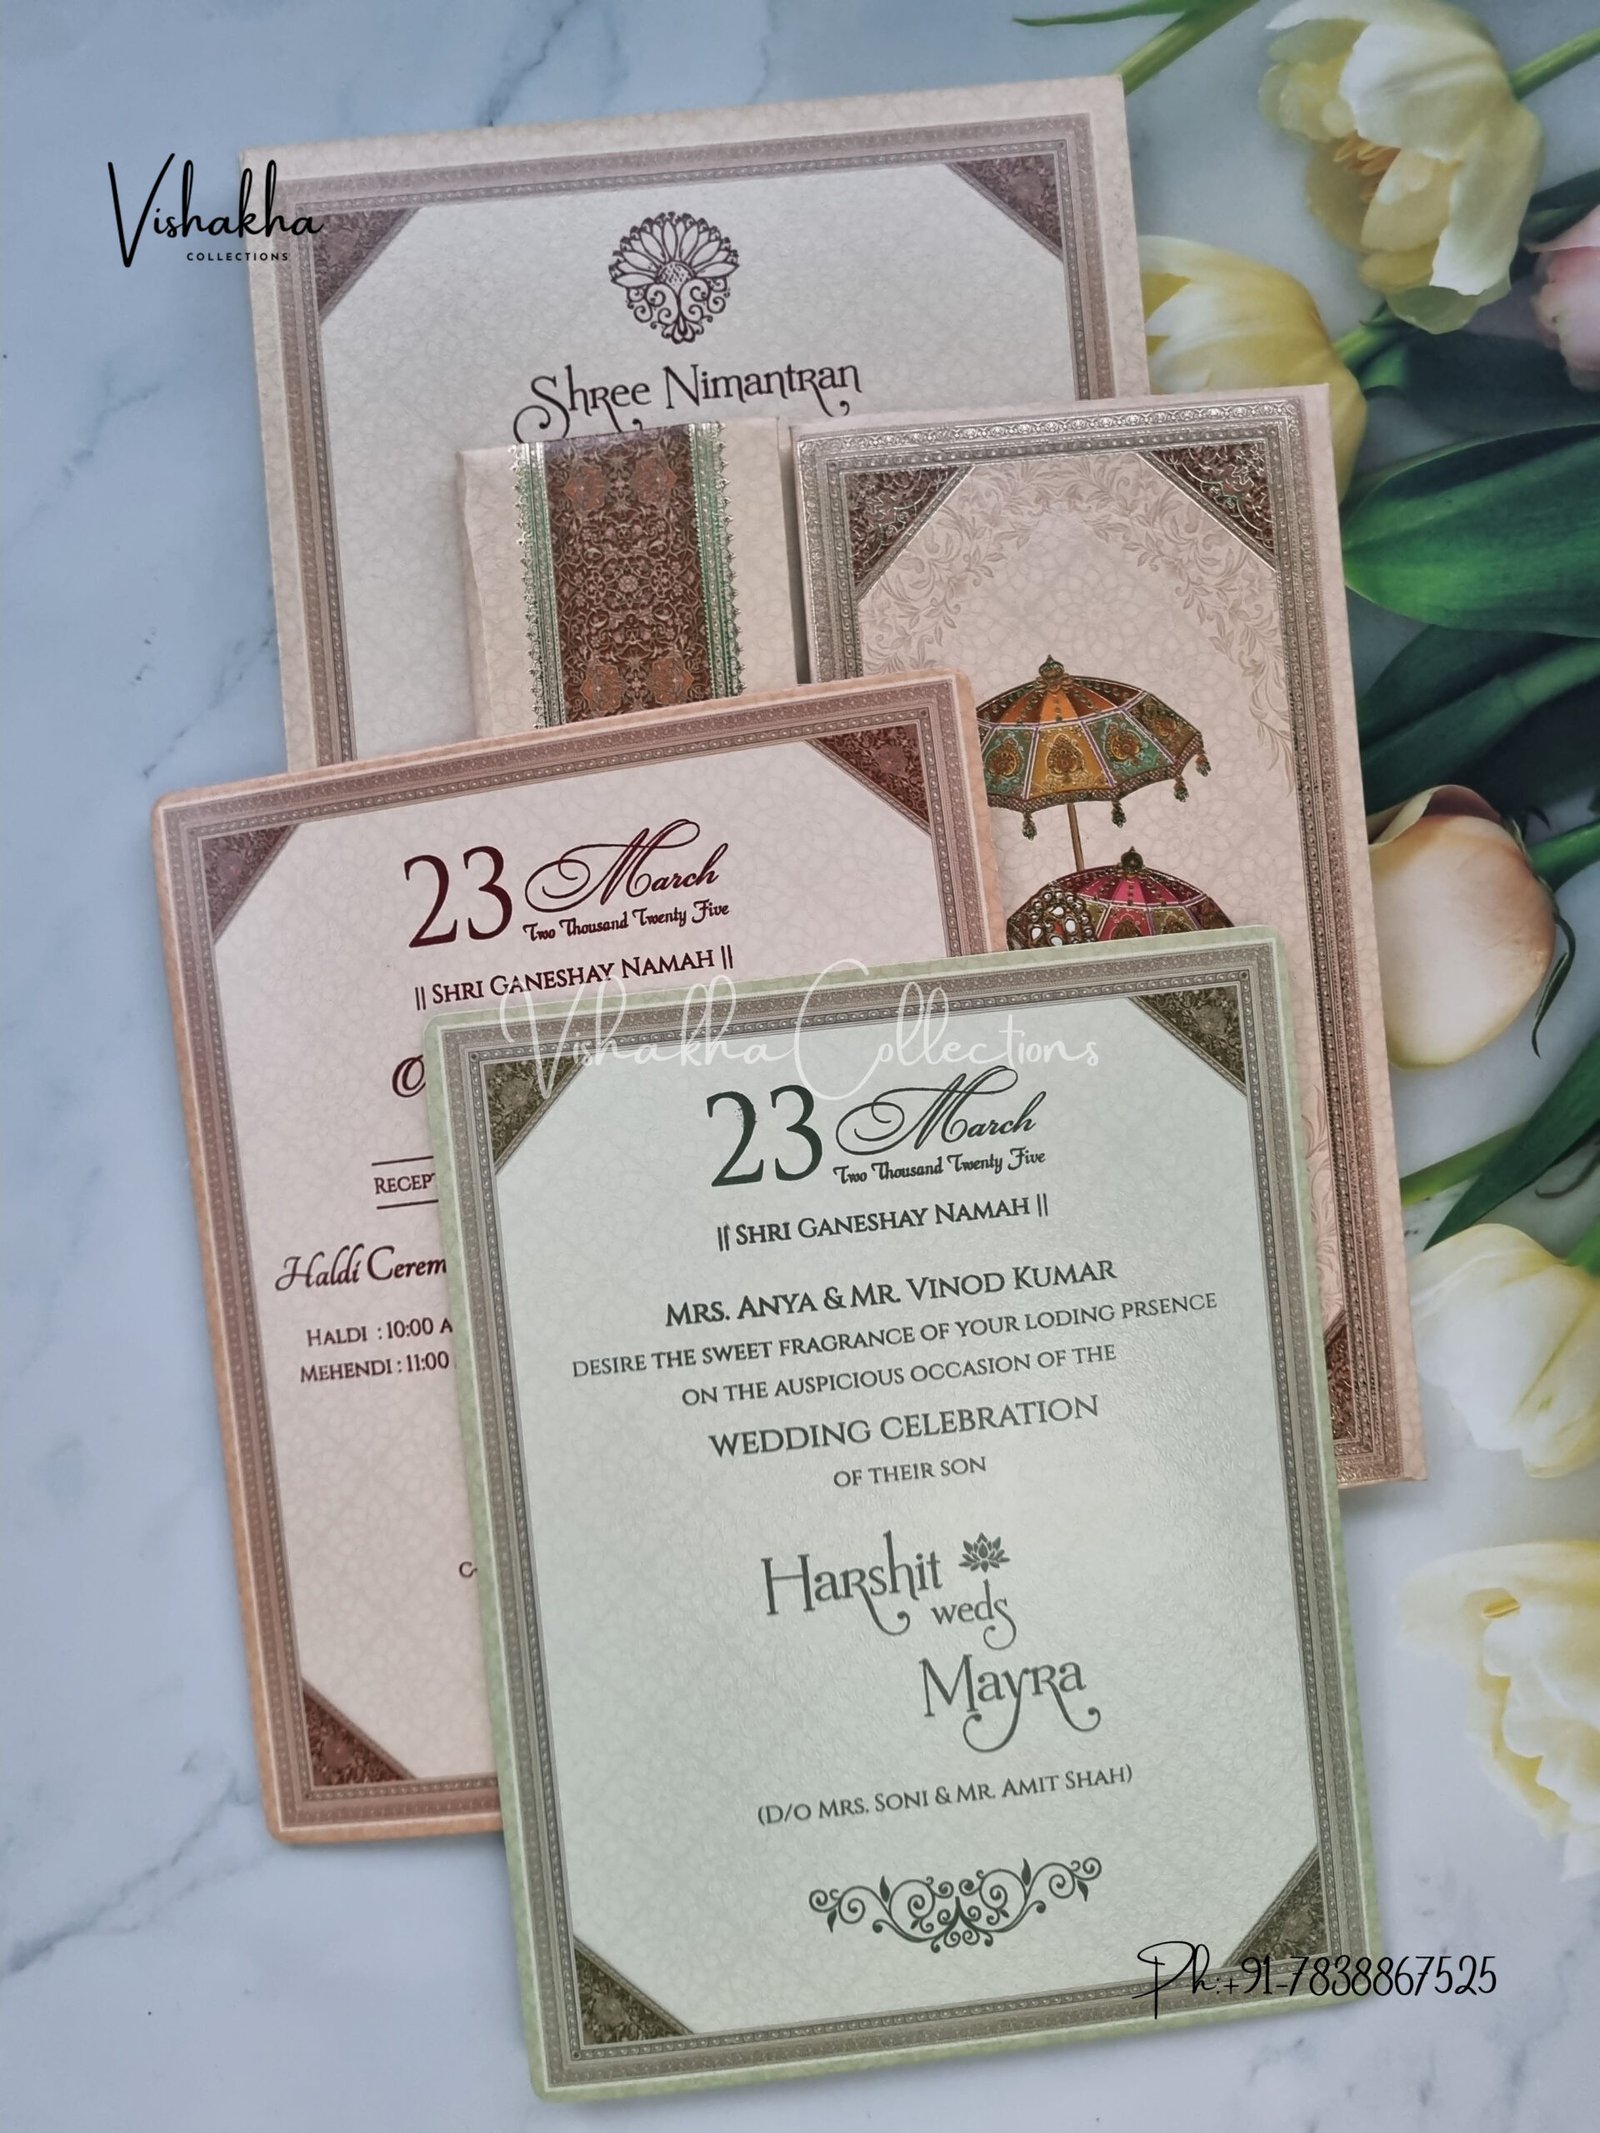 Vishakha
COLLECTIONS
Shree Nimantran
23 March
Two Thousand Twenty Five
|| SHRI GANESHAY NAMAH ||
Haldi
HALDI : 10:00
MEHENDI : 11:00
Vishakha Collections
23 March
Two Thousand Twenty Five
|| SHRI GANESHAY NAMAH ||
MRS. ANYA & MR. VINOD KUMAR
DESIRE THE SWEET FRAGRANCE OF YOUR LODING PRSENCE
ON THE AUSPICIOUS OCCASION OF THE
WEDDING CELEBRATION
OF THEIR SON
Harshit
weds
Mayra
(D/O MRS. SONI & MR. AMIT SHAH)
Ph:+91-7838867525